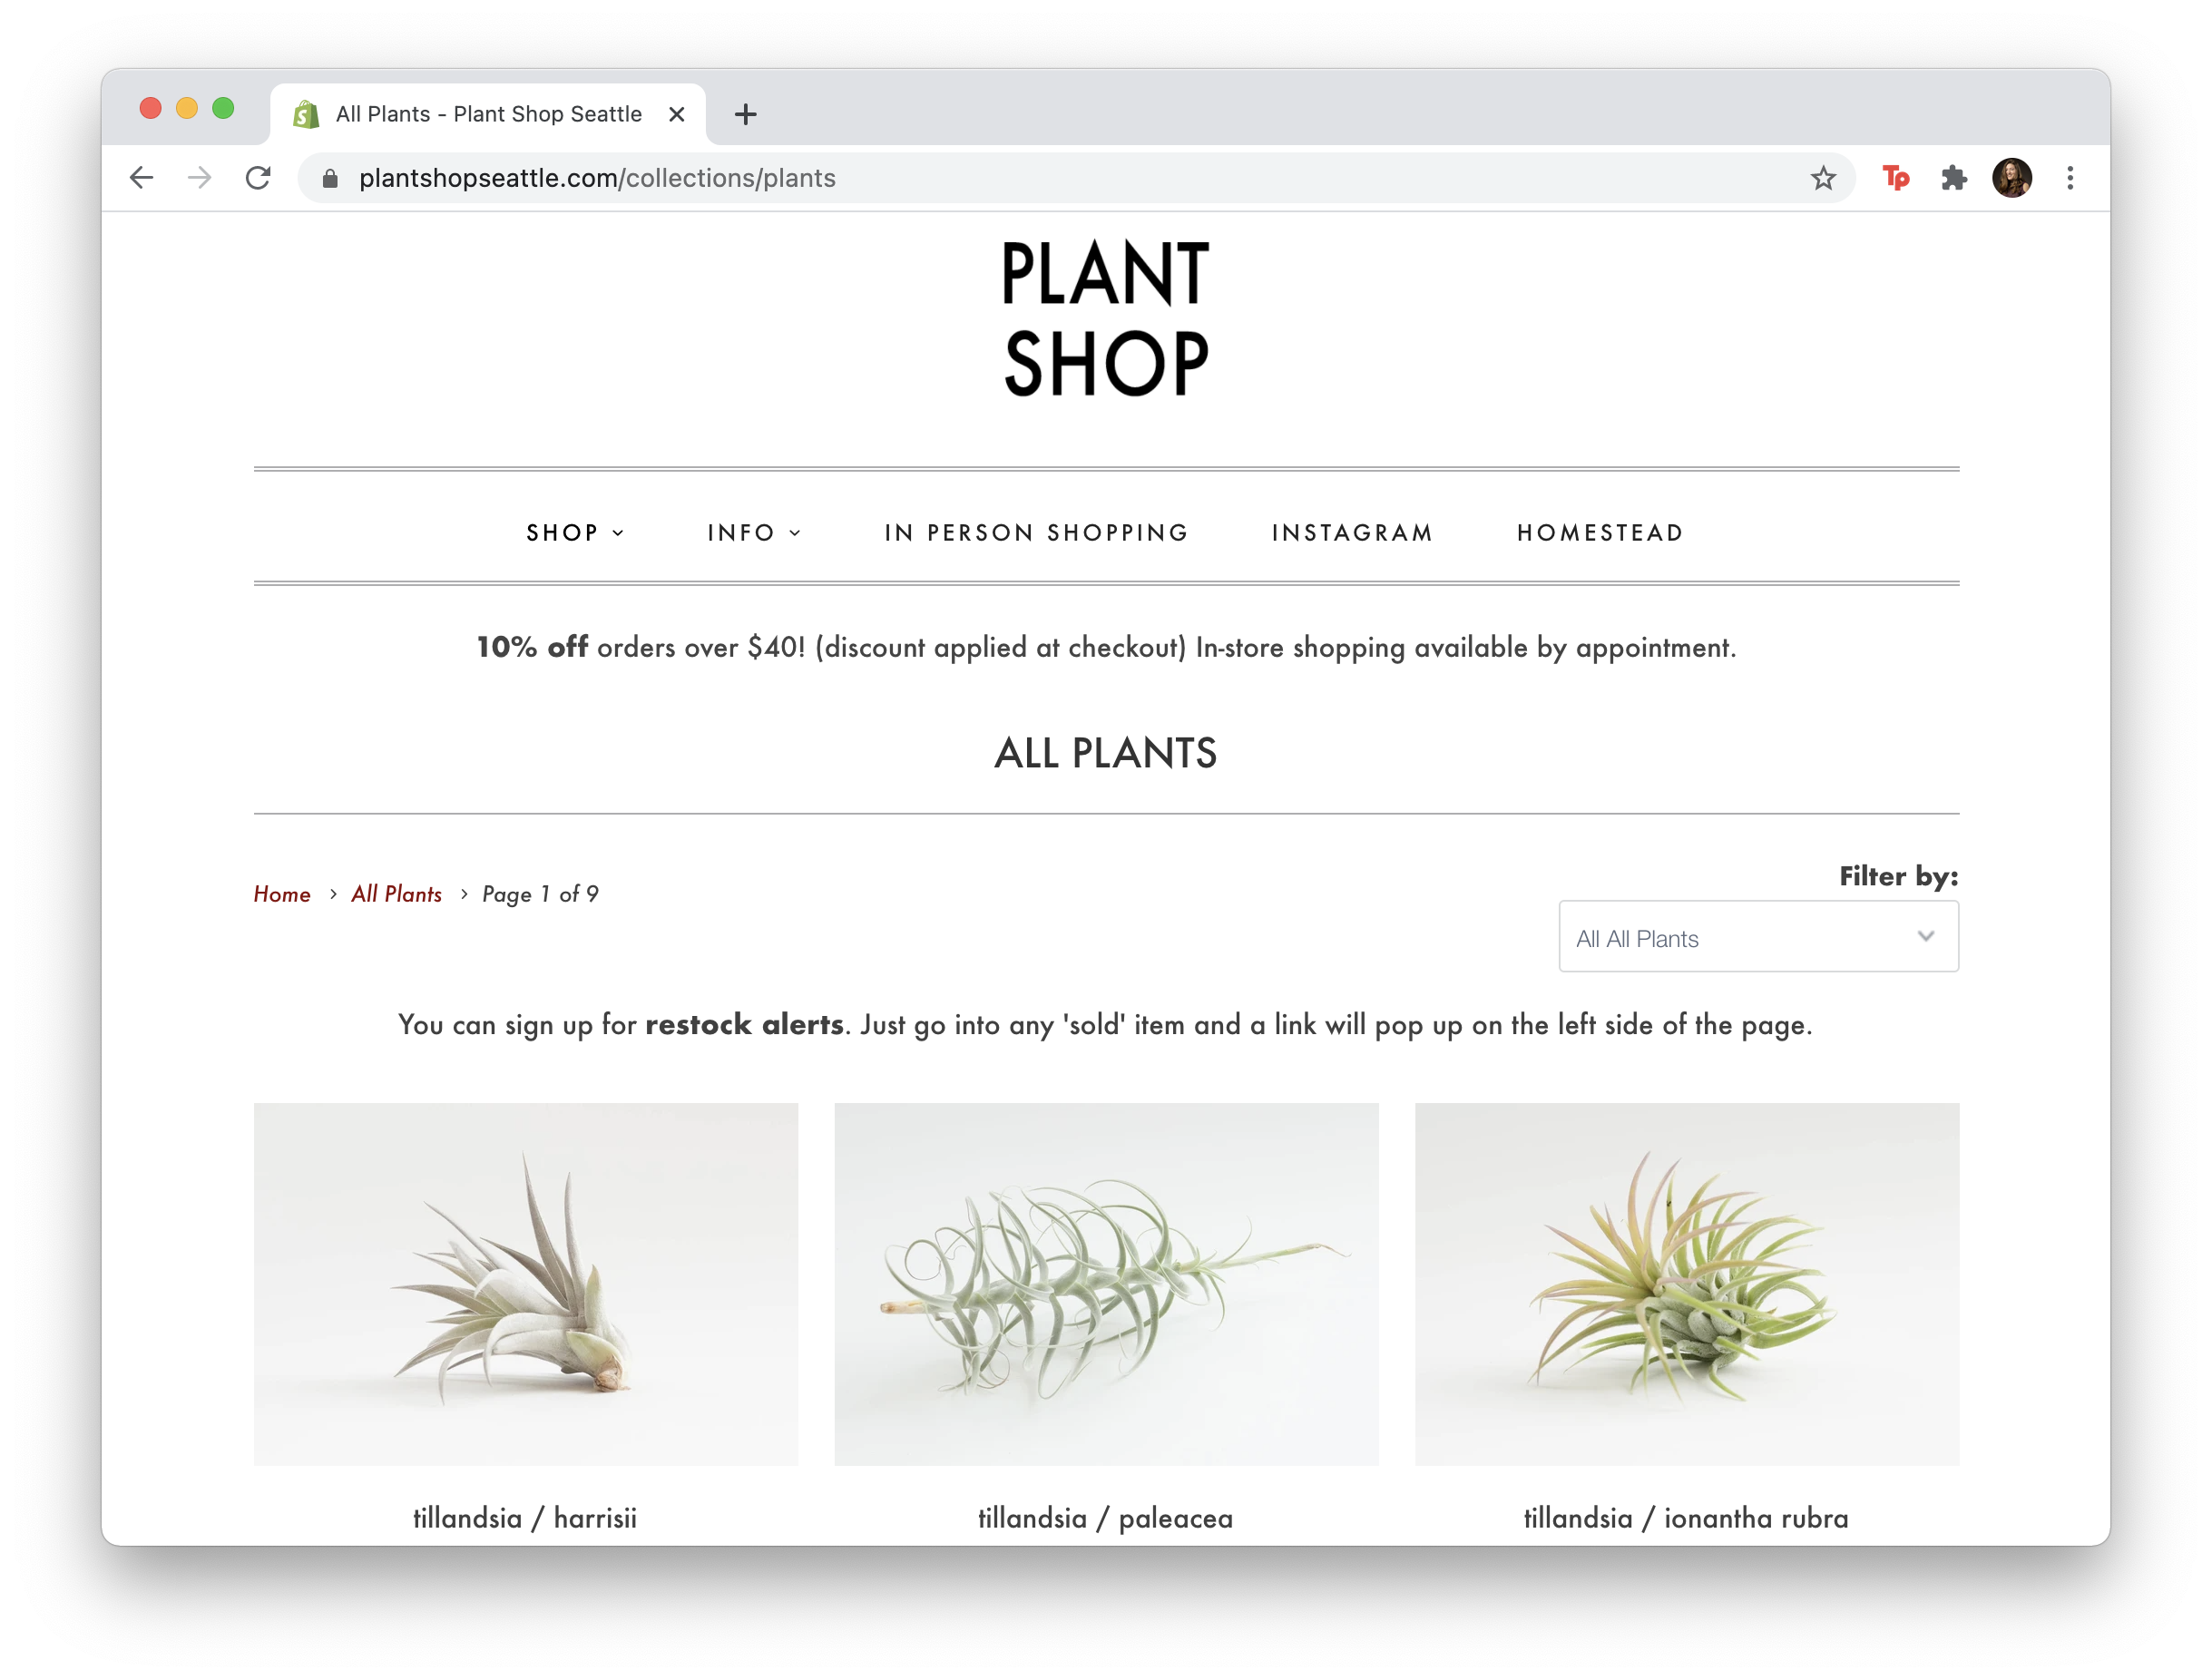 All Plants - Plant Shop Seattle
plantshopseattle.com/collections/plants
Tp
PLANT
SHOP
SHOP INFO IN PERSON SHOPPING INSTAGRAM HOMESTEAD
10% off orders over $40! (discount applied at checkout) In-store shopping available by appointment.
ALL PLANTS
Filter by:
Home > All Plants > Page 1 of 9
All All Plants
You can sign up for restock alerts. Just go into any 'sold' item and a link will pop up on the left side of the page.
tillandsia / harrisii
tillandsia / paleacea
tillandsia / ionantha rubra